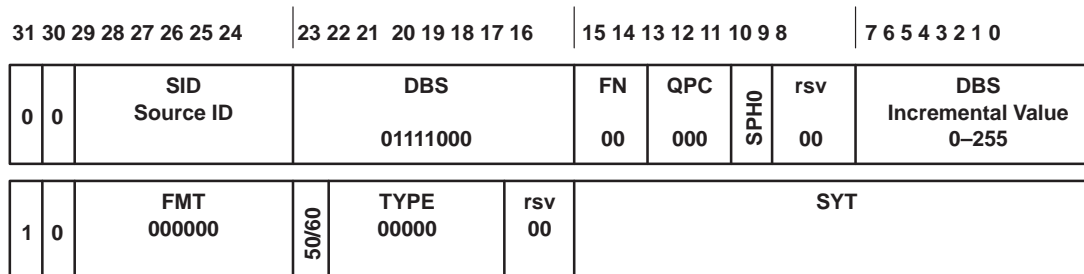 31 30 29 28 27 26 25 24 23 22 21 20 19 18 17 16 15 14 13 12 11 10 9 8 7 6 5 4 3 2 1 0
0 0 SID DBS FN QPC SPH0 rsv DBS
Source ID Incremental Value
01111000 00 000 00 0–255
1 0 FMT 50/60 TYPE rsv SYT
000000 00000 00